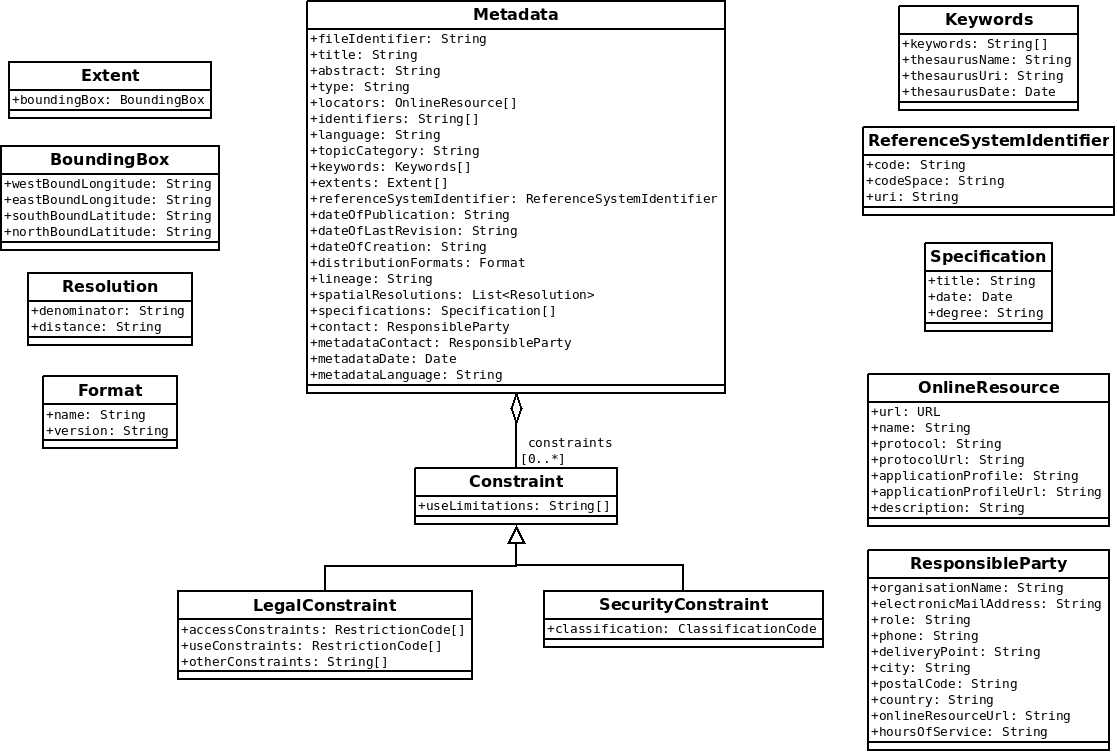 Metadata
+fileIdentifier: String
+title: String
+abstract: String
+type: String
+locators: OnlineResource[]
+identifiers: String[]
+language: String
+topicCategory: String
+keywords: Keywords[]
+extents: Extent[]
+referenceSystemIdentifier: ReferenceSystemIdentifier
+dateOfPublication: String
+dateOfLastRevision: String
+dateOfCreation: String
+distributionFormats: Format
+lineage: String
+spatialResolutions: List<Resolution>
+specifications: Specification[]
+contact: ResponsibleParty
+metadataContact: ResponsibleParty
+metadataDate: Date
+metadataLanguage: String
Extent
+boundingBox: BoundingBox
BoundingBox
+westBoundLongitude: String
+eastBoundLongitude: String
+southBoundLatitude: String
+northBoundLatitude: String
Resolution
+denominator: String
+distance: String
Format
+name: String
+version: String
constraints
[0..*]
Constraint
+useLimitations: String[]
LegalConstraint
+accessConstraints: RestrictionCode[]
+useConstraints: RestrictionCode[]
+otherConstraints: String[]
SecurityConstraint
+classification: ClassificationCode
Keywords
+keywords: String[]
+thesaurusName: String
+thesaurusUri: String
+thesaurusDate: Date
ReferenceSystemIdentifier
+code: String
+codeSpace: String
+uri: String
Specification
+title: String
+date: Date
+degree: String
OnlineResource
+url: URL
+name: String
+protocol: String
+protocolUrl: String
+applicationProfile: String
+applicationProfileUrl: String
+description: String
ResponsibleParty
+organisationName: String
+electronicMailAddress: String
+role: String
+phone: String
+deliveryPoint: String
+city: String
+postalCode: String
+country: String
+onlineResourceUrl: String
+hoursOfService: String